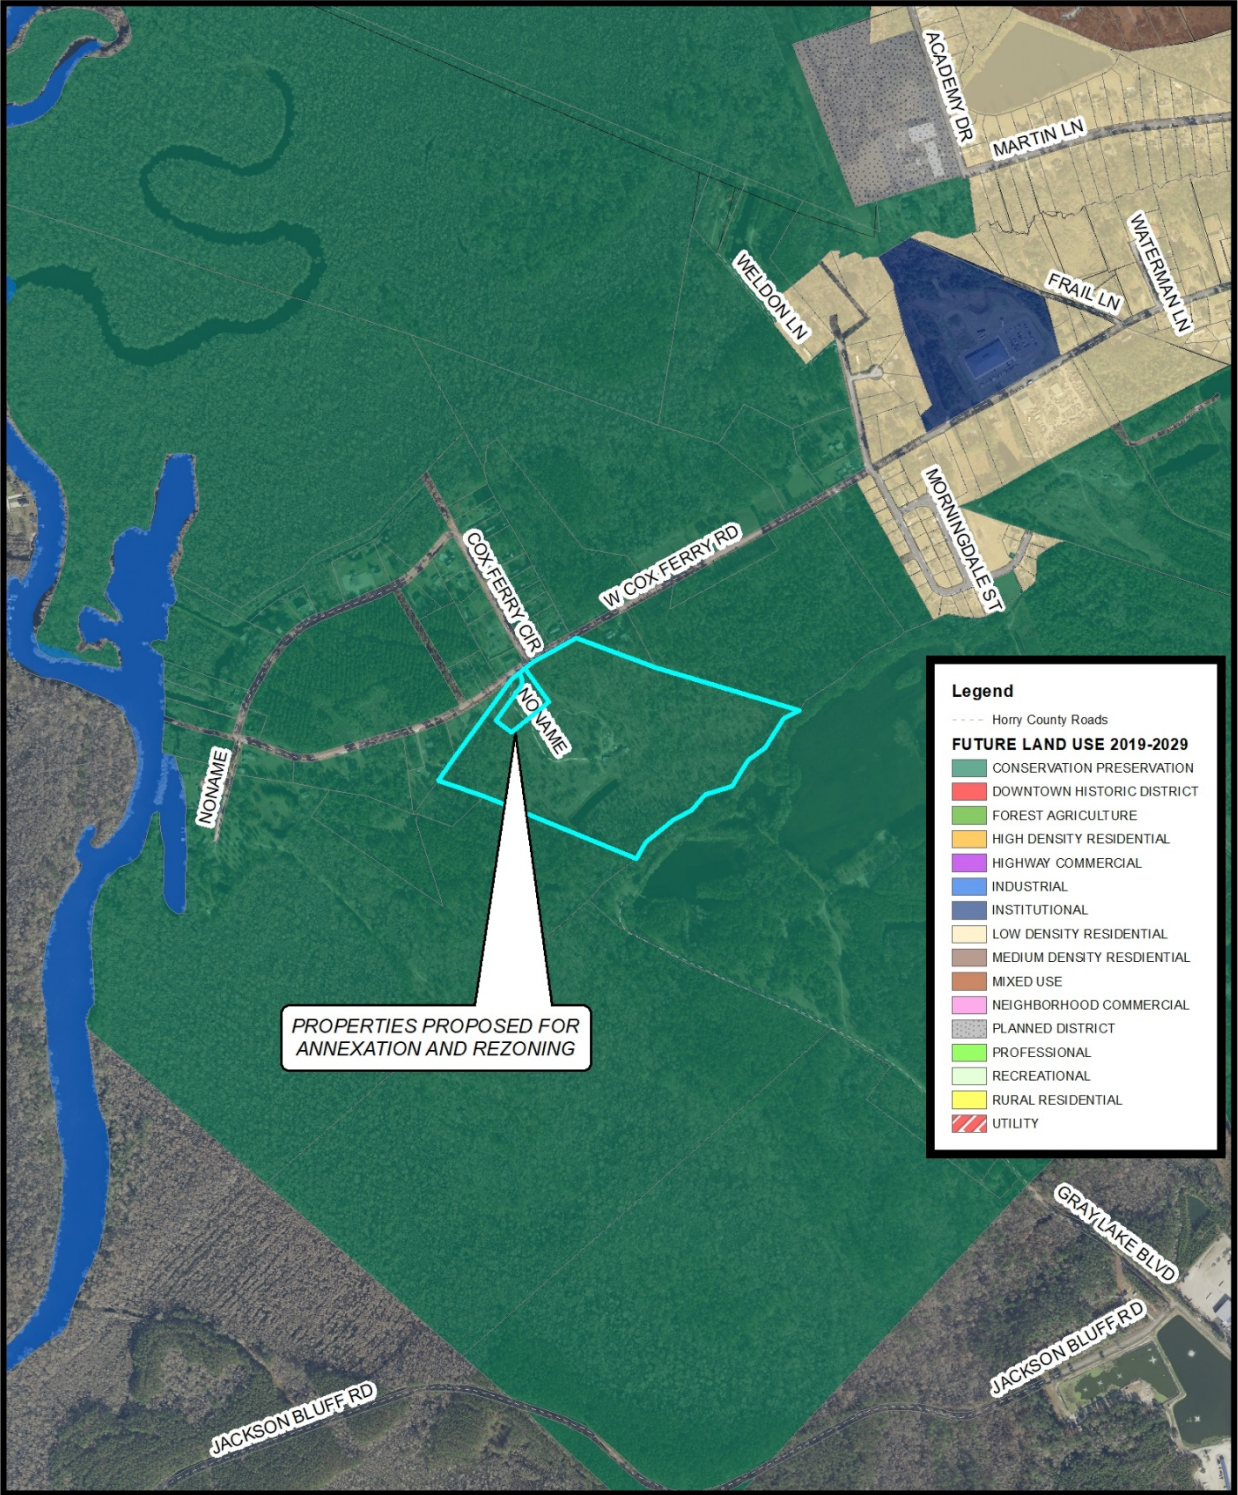 ACADEMY DR
MARTIN LN
WATERMAN LN
FRAIL LN
WELDON LN
MORNINGDALE ST
W COX FERRY RD
COX FERRY CIR
NONAME
NONAME
PROPERTIES PROPOSED FOR
ANNEXATION AND REZONING
Legend
Horry County Roads
FUTURE LAND USE 2019-2029
CONSERVATION PRESERVATION
DOWNTOWN HISTORIC DISTRICT
FOREST AGRICULTURE
HIGH DENSITY RESIDENTIAL
HIGHWAY COMMERCIAL
INDUSTRIAL
INSTITUTIONAL
LOW DENSITY RESIDENTIAL
MEDIUM DENSITY RESDIENTIAL
MIXED USE
NEIGHBORHOOD COMMERCIAL
PLANNED DISTRICT
PROFESSIONAL
RECREATIONAL
RURAL RESIDENTIAL
UTILITY
GRAY LAKE BLVD
JACKSON BLUFF RD
JACKSON BLUFF RD